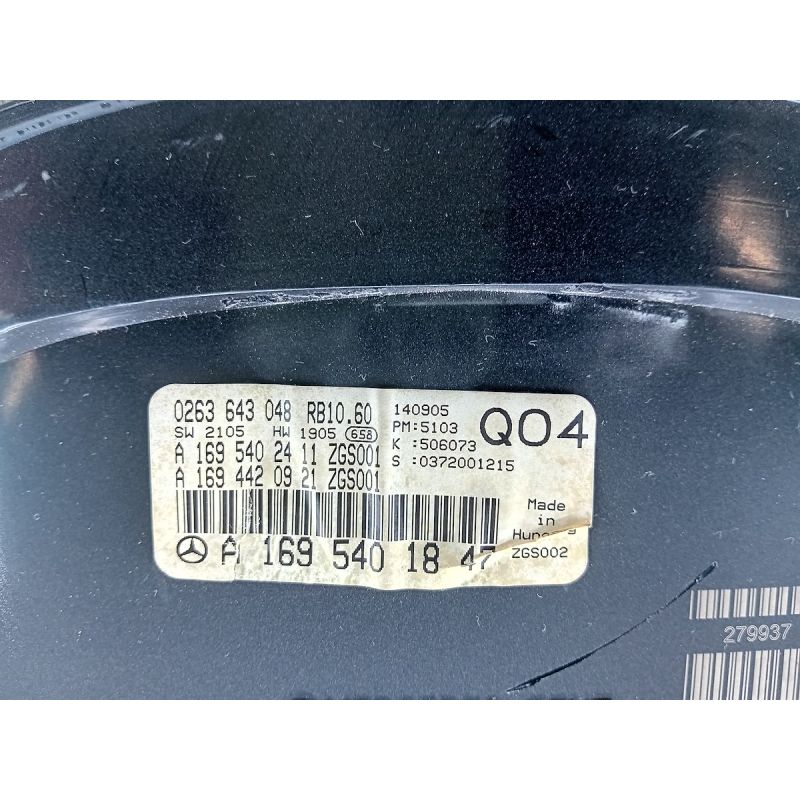 0263 643 048 RB10.60
SW 2105 HW 1905 658
A 169 540 24 11 ZGS001
A 169 442 09 21 ZGS001
140905
PM:5103
K :506073
S :0372001215
Q04
A 169 540 18 47
Made
in
ZGS002
279937